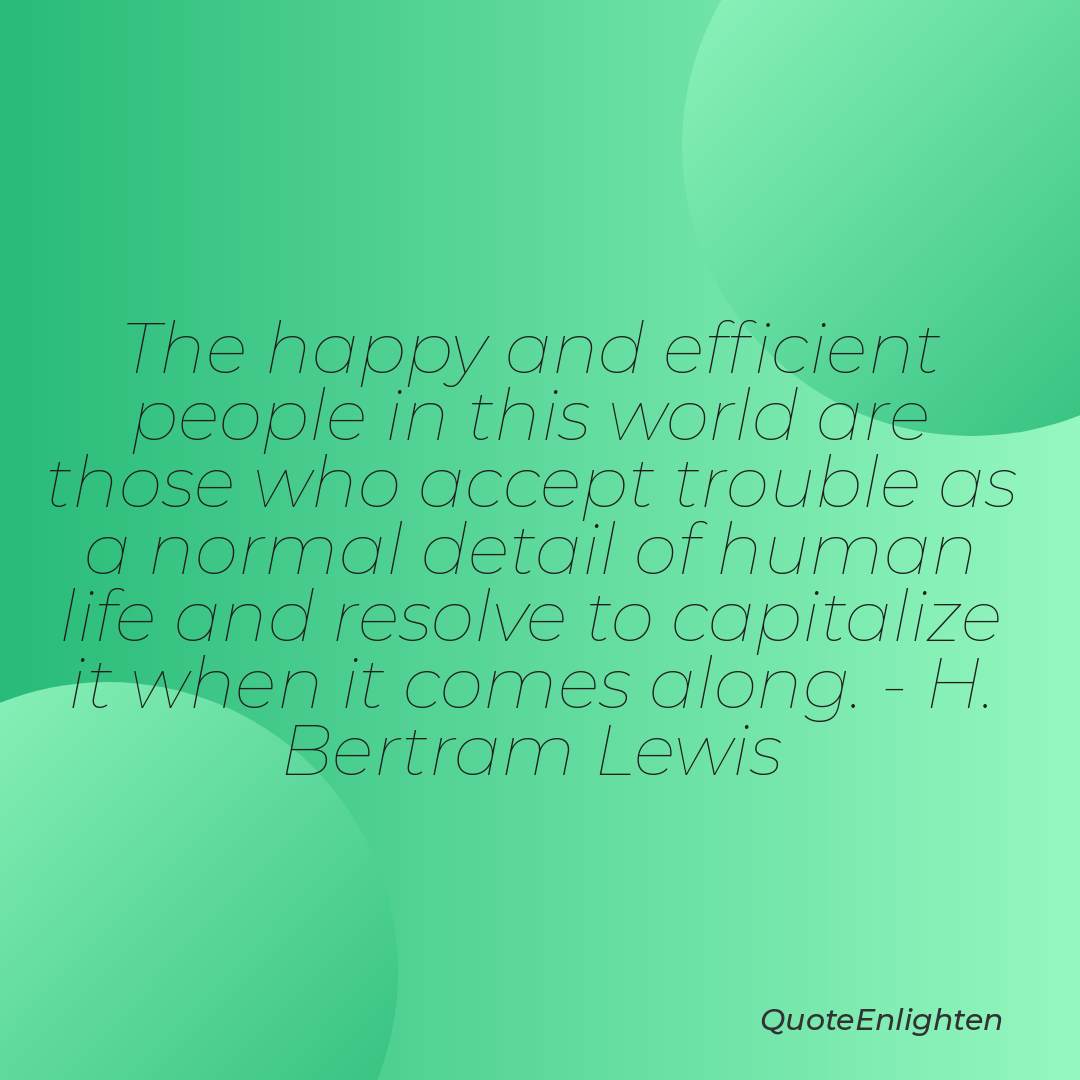 The happy and efficient
people in this world are
those who accept trouble as
a normal detail of human
life and resolve to capitalize
it when it comes along. - H.
Bertram Lewis
QuoteEnlighten